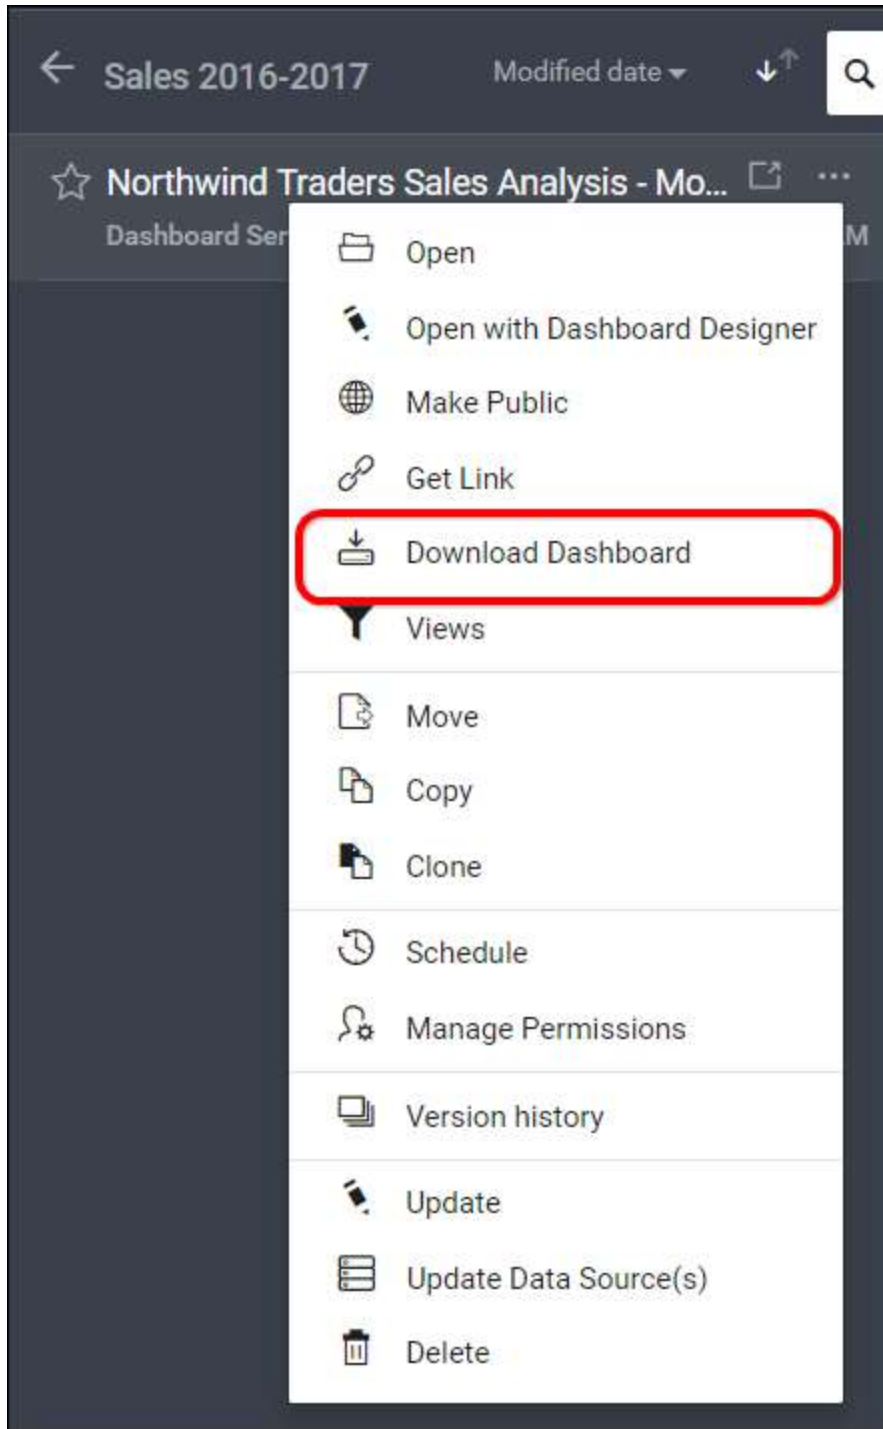 Sales 2016-2017 Modified date
Northwind Traders Sales Analysis - Mo...
Dashboard Ser M
Open
Open with Dashboard Designer
Make Public
Get Link
Download Dashboard
Views
Move
Copy
Clone
Schedule
Manage Permissions
Version history
Update
Update Data Source(s)
Delete